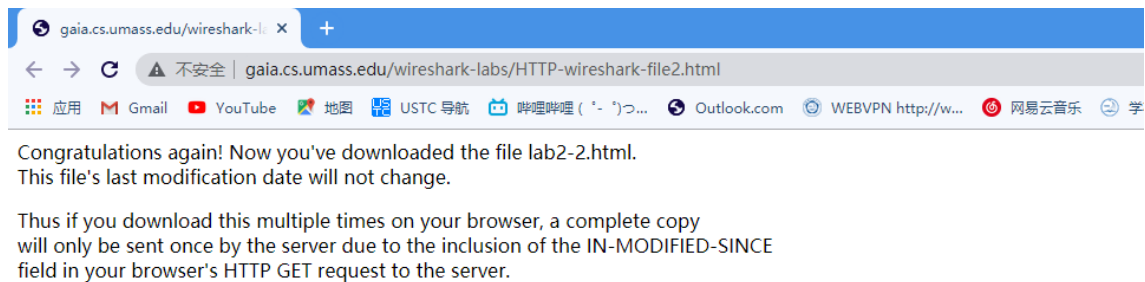 gaia.cs.umass.edu/wireshark-la
不安全 | gaia.cs.umass.edu/wireshark-labs/HTTP-wireshark-file2.html
应用 Gmail YouTube 地图 USTC 导航 哔哩哔哩 ( ゜- ゜)つ... Outlook.com WEBVPN http://w... 网易云音乐 学
Congratulations again! Now you've downloaded the file lab2-2.html.
This file's last modification date will not change.
Thus if you download this multiple times on your browser, a complete copy
will only be sent once by the server due to the inclusion of the IN-MODIFIED-SINCE
field in your browser's HTTP GET request to the server.